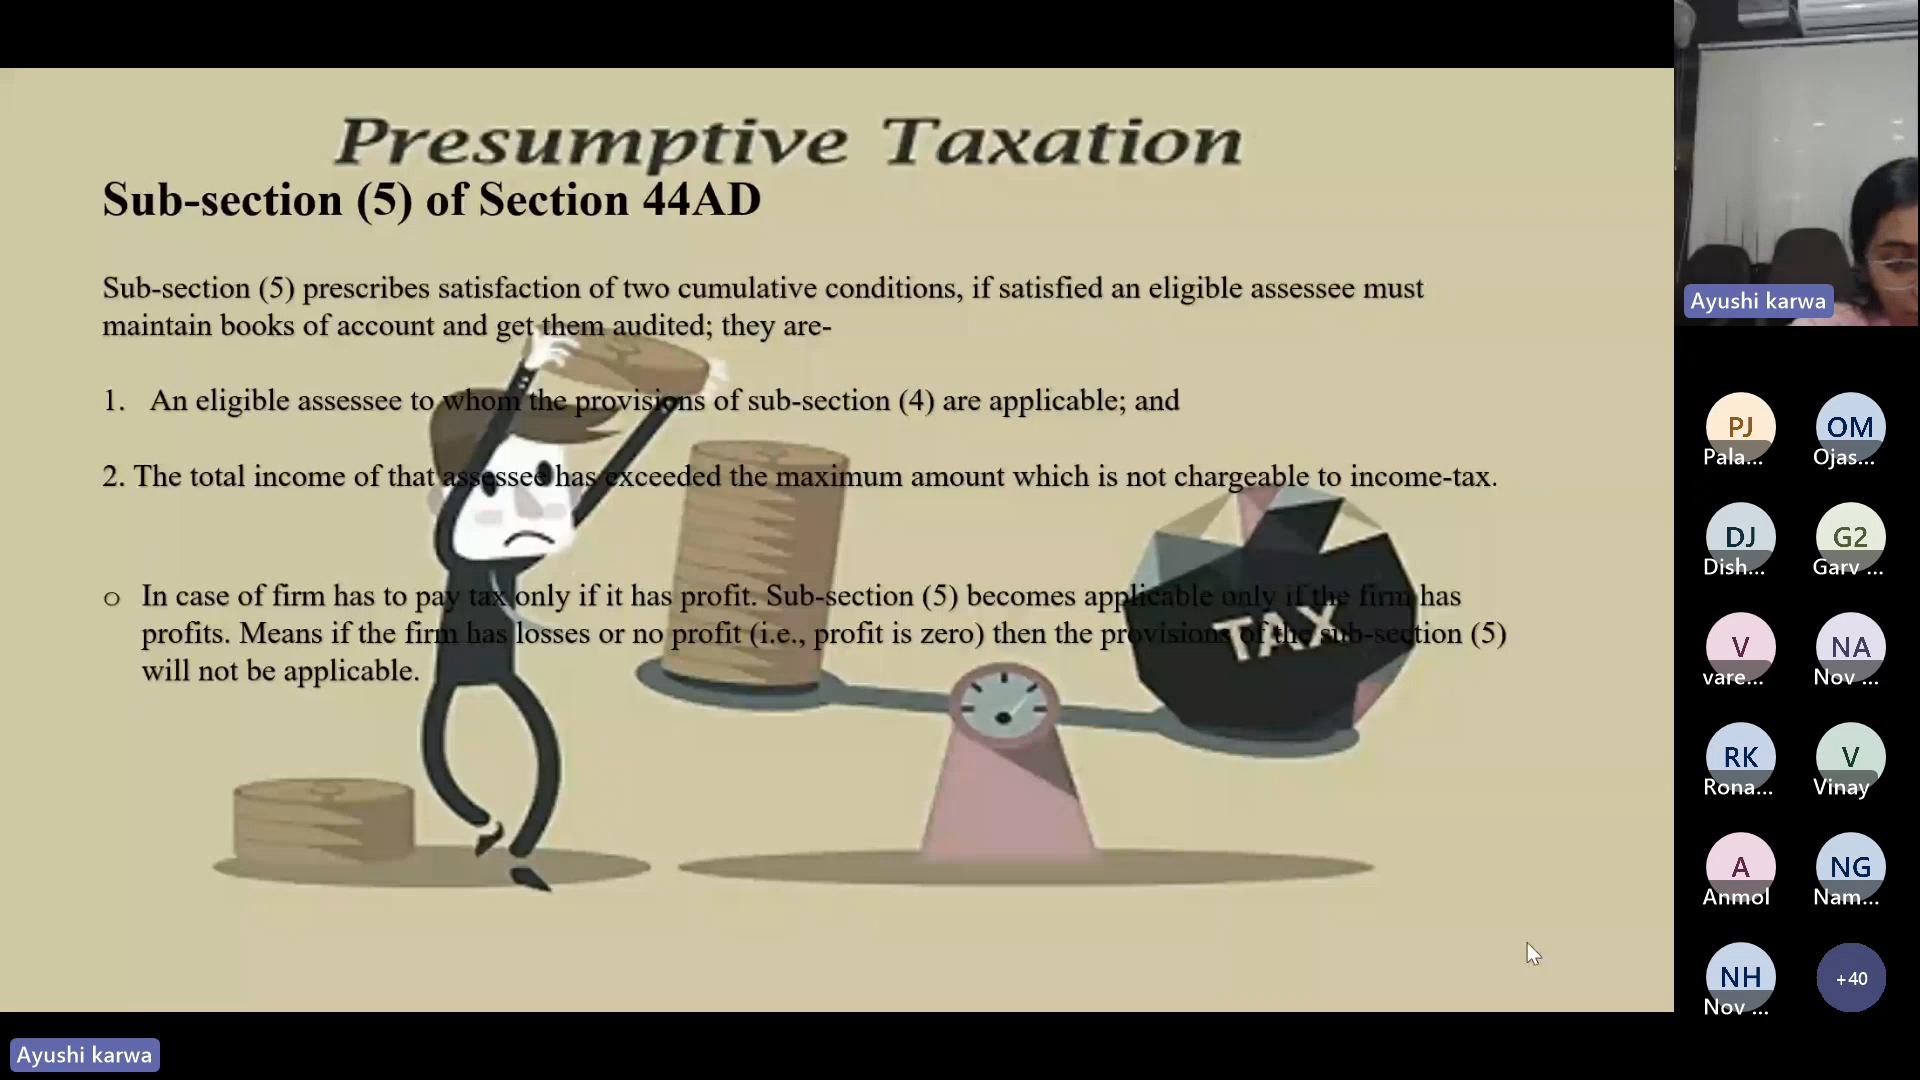 Presumptive Taxation
Sub-section (5) of Section 44AD
Sub-section (5) prescribes satisfaction of two cumulative conditions, if satisfied an eligible assessee must
maintain books of account and get them audited; they are-
1. An eligible assessee to whom the provisions of sub-section (4) are applicable; and
2. The total income of that assessee has exceeded the maximum amount which is not chargeable to income-tax.
o In case of firm has to pay tax only if it has profit. Sub-section (5) becomes applicable only if the firm has
profits. Means if the firm has losses or no profit (i.e., profit is zero) then the provisions of the sub-section (5)
will not be applicable.
TAX
Ayushi karwa
PJ
Pala...
OM
Ojas...
DJ
Dish...
G2
Garv ...
V
vare...
NA
Nov ...
RK
Rona...
V
Vinay
A
Anmol
NG
Nam...
NH
Nov ...
+40
Ayushi karwa